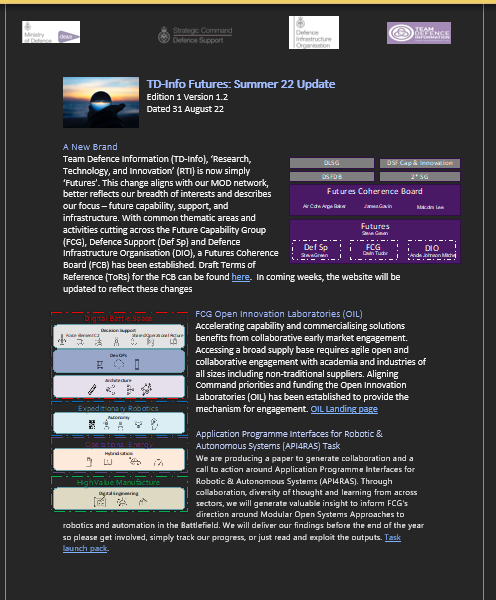 Ministry
of Defence
Strategic Command
Defence Support
Defence
Infrastructure
Organisation
TEAM
DEFENCE
INFORMATION
TD-Info Futures: Summer 22 Update
Edition 1 Version 1.2
Dated 31 August 22
A New Brand
Team Defence Information (TD-Info), 'Research,
Technology, and Innovation' (RTI) is now simply
'Futures'. This change aligns with our MOD network,
better reflects our breadth of interests and describes
our focus – future capability, support, and
infrastructure. With common thematic areas and
activities cutting across the Future Capability Group
(FCG), Defence Support (Def Sp) and Defence
Infrastructure Organisation (DIO), a Futures Coherence
Board (FCB) has been established. Draft Terms of
Reference (ToRs) for the FCB can be found here. In coming weeks, the website will be
updated to reflect these changes
DLSG
DSF Cap & Innovation
DSFDB
2* SG
Futures Coherence Board
Air Cdre Ange Baker
James Gavin
Malcolm Lee
Futures
Steve Green
Def Sp
Steve Green
FCG
Gavin Tudor
DIO
Ande Johnson Mitchell
Digital Battle Space
Decision Support
Force Element C2
Shared Operational Picture
Dev OPS
Architecture
Expeditionary Robotics
Autonomy
Operational Energy
Hybridisation
High Value Manufacture
Digital Engineering
FCG Open Innovation Laboratories (OIL)
Accelerating capability and commercialising solutions
benefits from collaborative early market engagement.
Accessing a broad supply base requires agile open and
collaborative engagement with academia and industries of
all sizes including non-traditional suppliers. Aligning
Command priorities and funding the Open Innovation
Laboratories (OIL) has been established to provide the
mechanism for engagement. OIL Landing page
Application Programme Interfaces for Robotic &
Autonomous Systems (API4RAS) Task
We are producing a paper to generate collaboration and a
call to action around Application Programme Interfaces for
Robotic & Autonomous Systems (API4RAS). Through
collaboration, diversity of thought and learning from across
sectors, we will generate valuable insight to inform FCG's
direction around Modular Open Systems Approaches to
robotics and automation in the Battlefield. We will deliver our findings before the end of the year
so please get involved, simply track our progress, or just read and exploit the outputs. Task
launch pack.